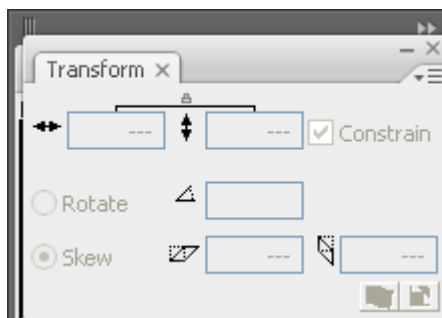 Transform
--- --- Constrain
Rotate
Skew --- ---